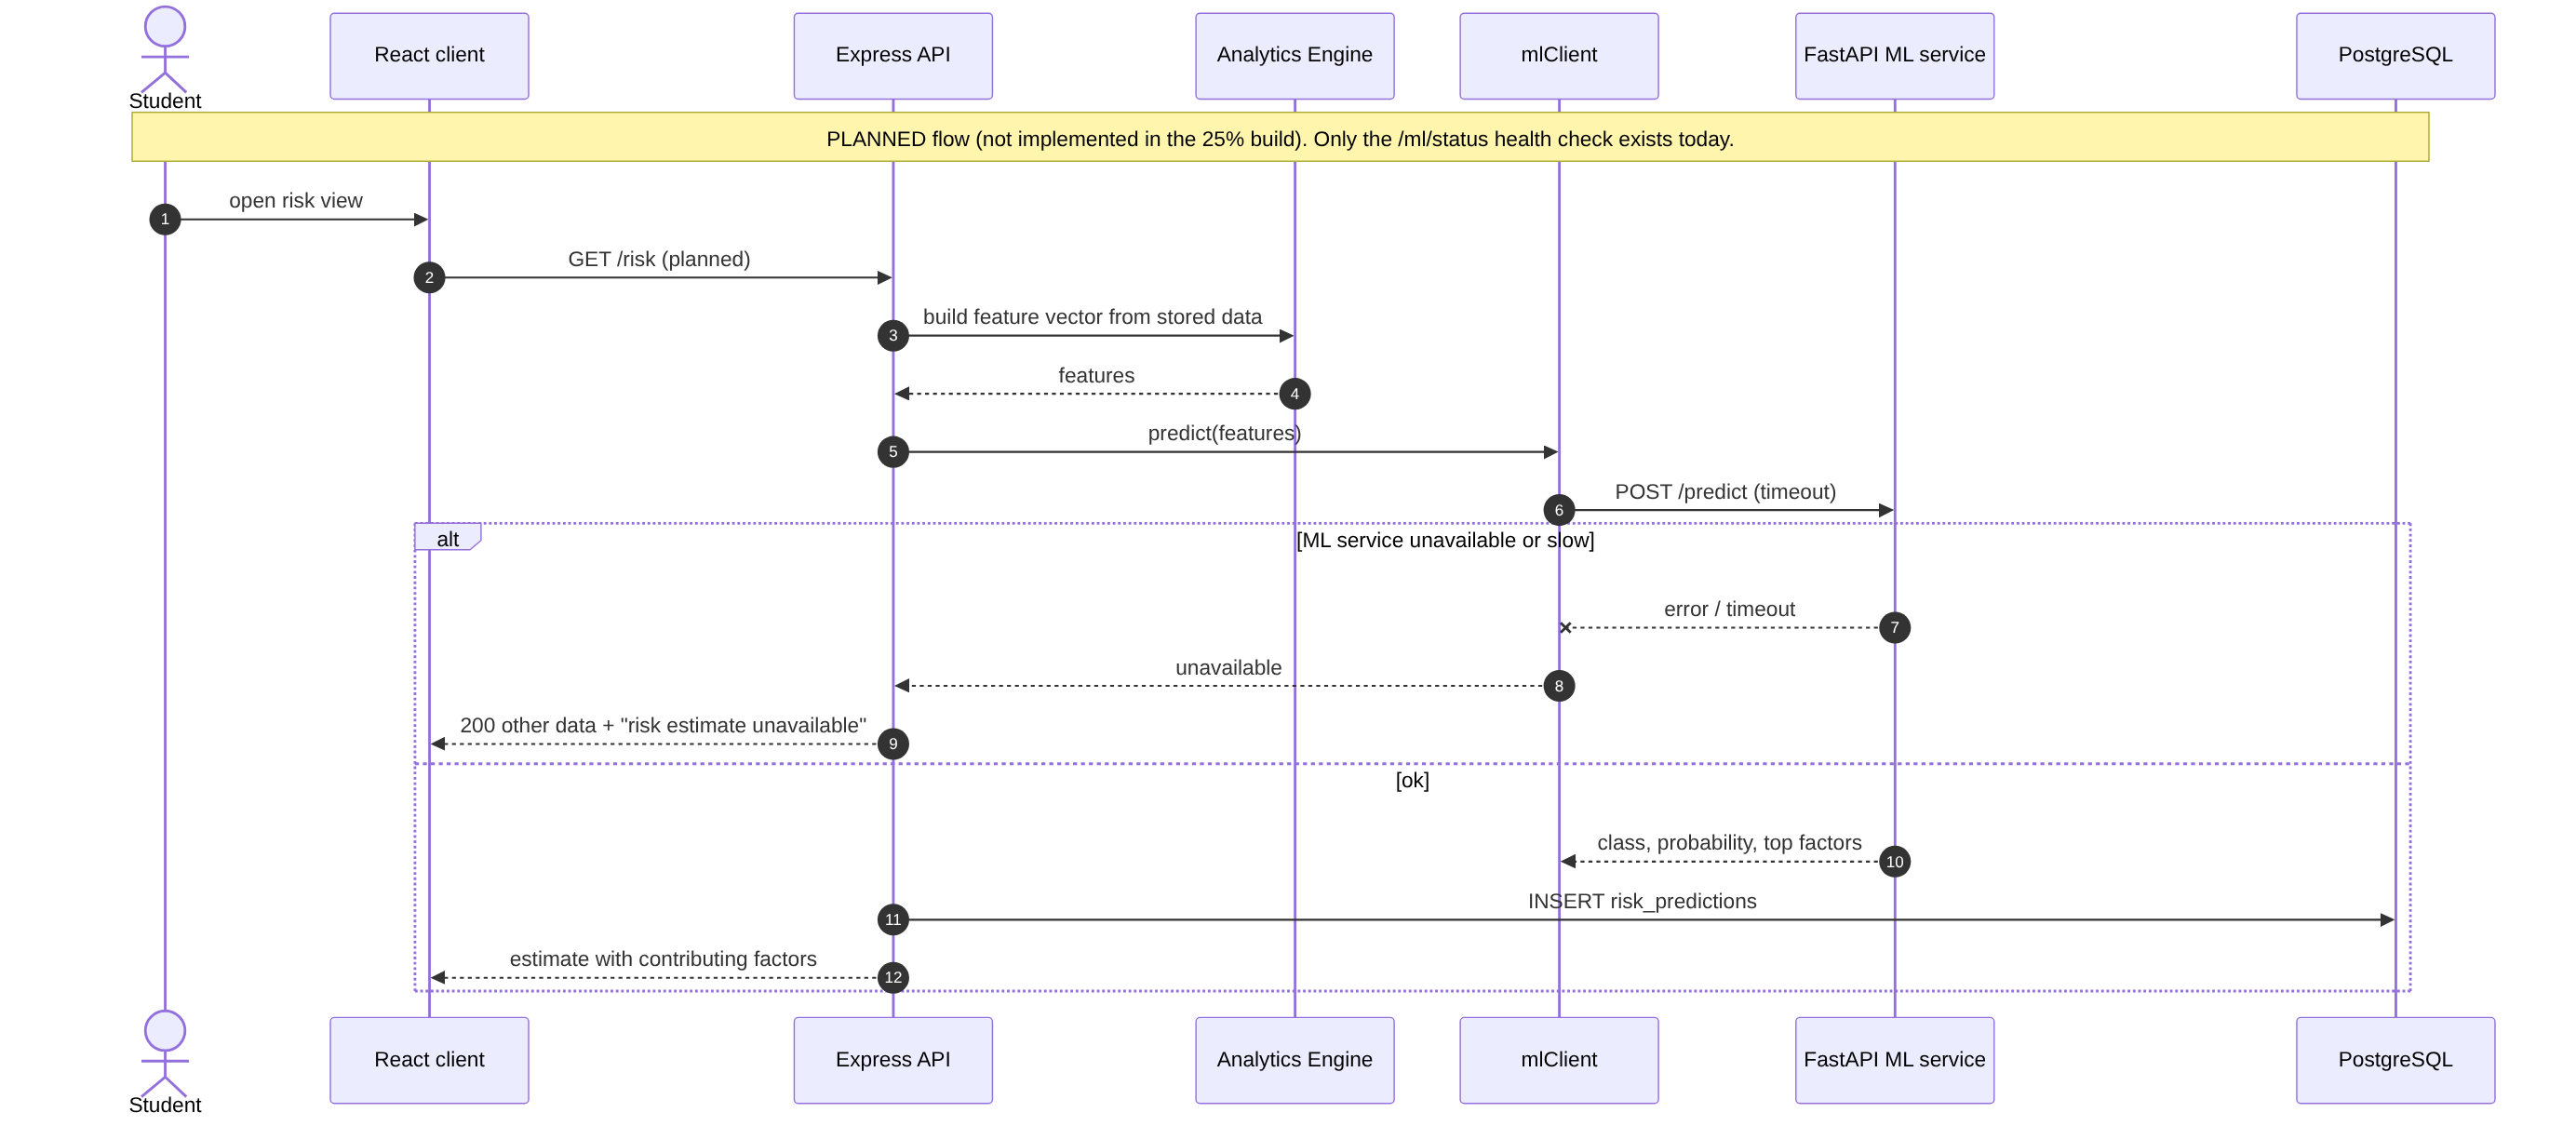 Student
React client
Express API
Analytics Engine
mlClient
FastAPI ML service
PostgreSQL
PLANNED flow (not implemented in the 25% build). Only the /ml/status health check exists today.
1
open risk view
2
GET /risk (planned)
3
build feature vector from stored data
features
4
5
predict(features)
6
POST /predict (timeout)
alt
[ML service unavailable or slow]
error / timeout
7
unavailable
8
200 other data + "risk estimate unavailable"
9
[ok]
class, probability, top factors
10
11
INSERT risk_predictions
estimate with contributing factors
12
Student
React client
Express API
Analytics Engine
mlClient
FastAPI ML service
PostgreSQL